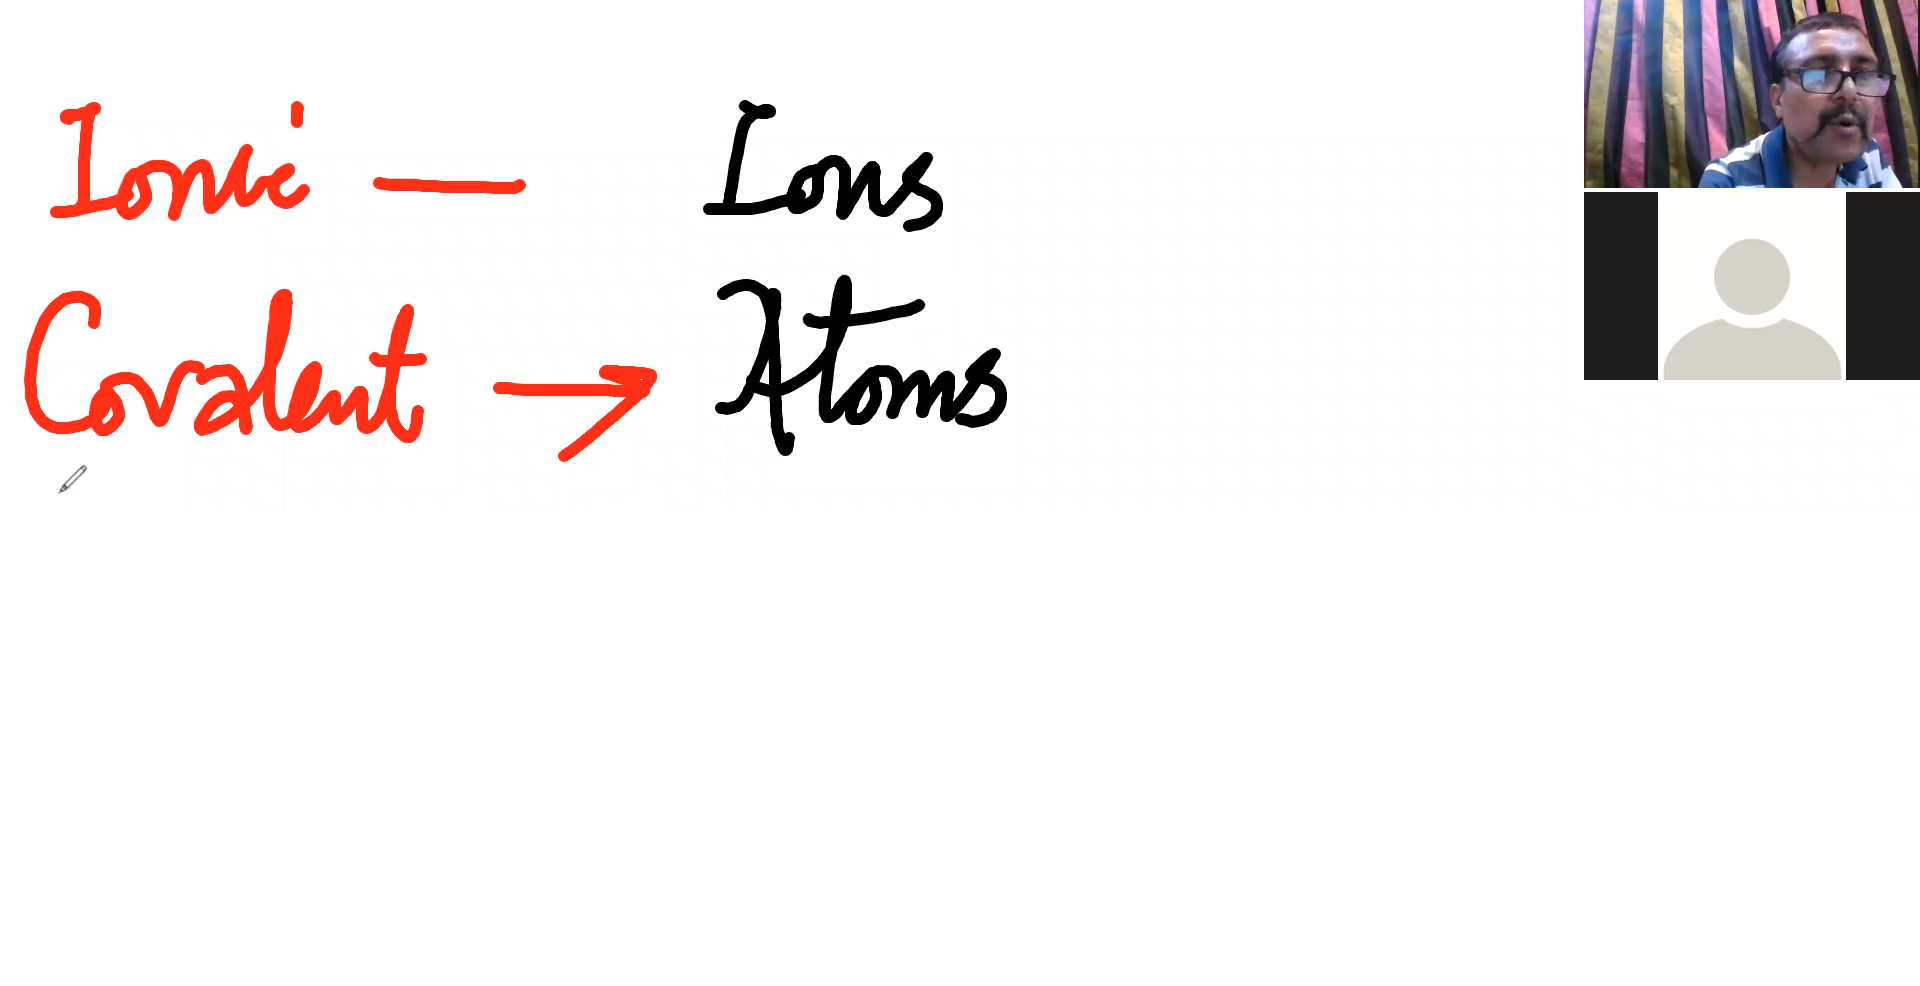 Ionic — Ions
Covalent → Atoms